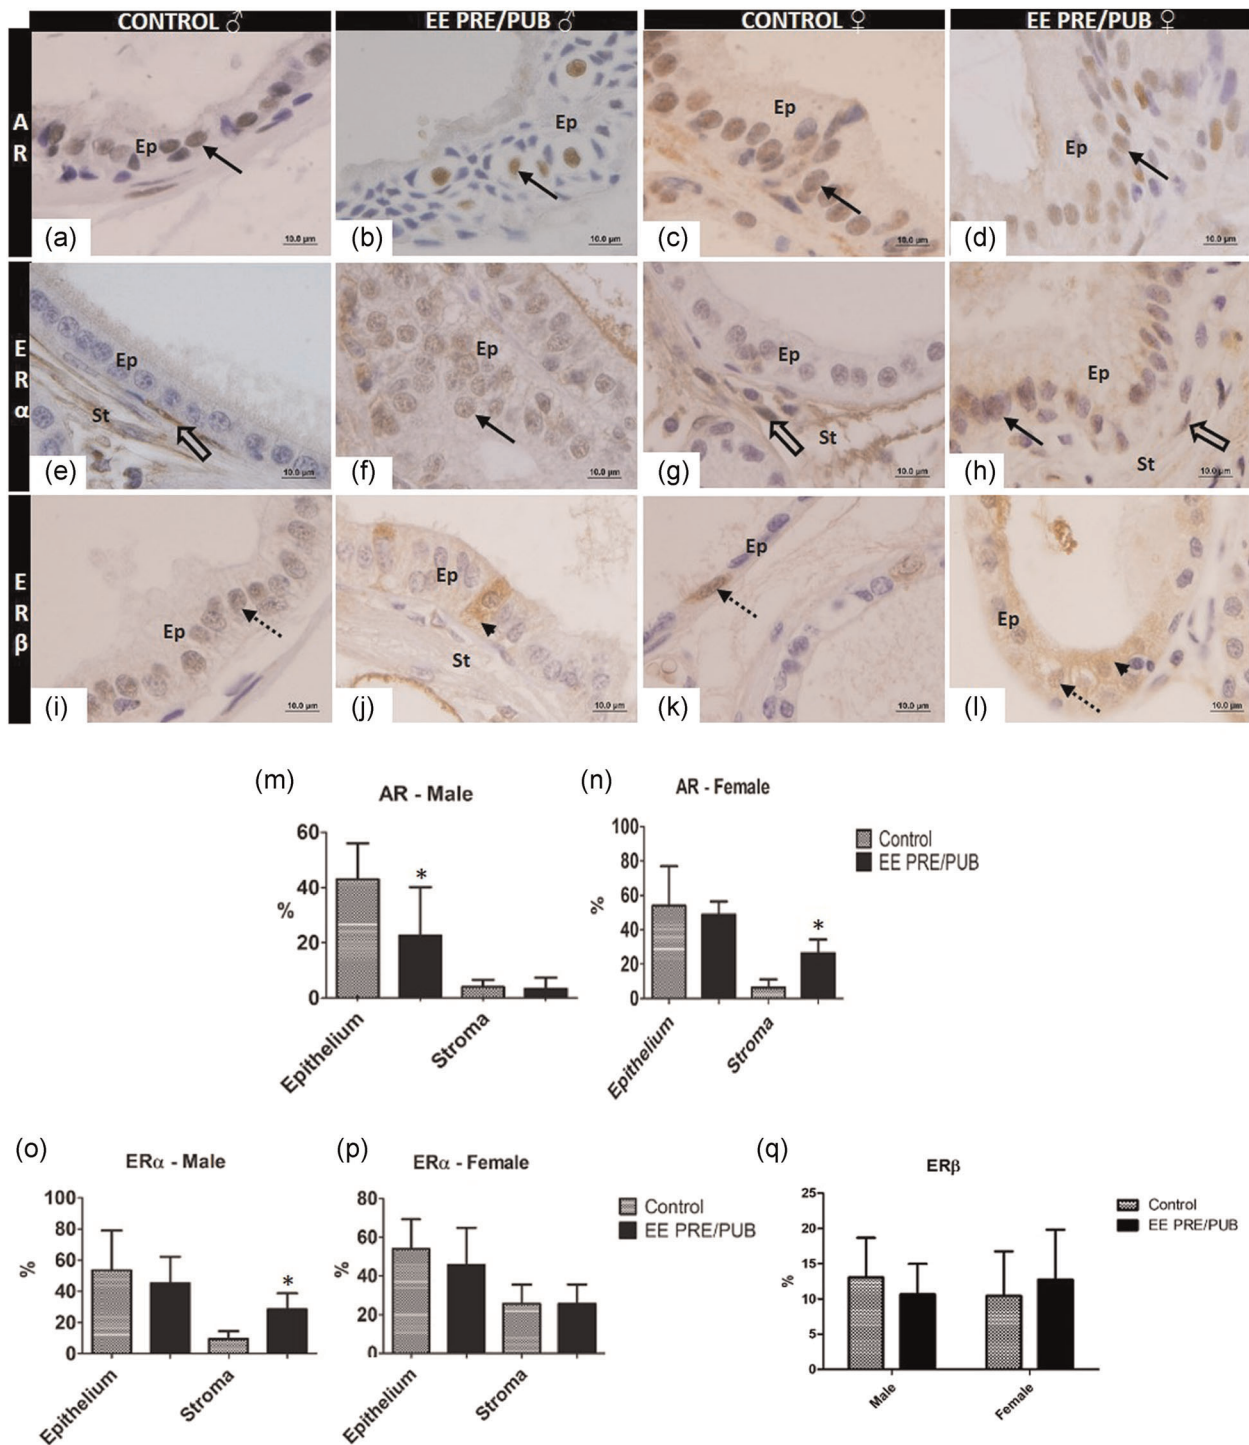 CONTROL ♂ EE PRE/PUB ♂ CONTROL ♀ EE PRE/PUB ♀
AR
Ep Ep Ep Ep
(a) 10.0 µm (b) 10.0 µm (c) 10.0 µm (d) 10.0 µm
ERα
Ep Ep Ep Ep
St St St
(e) 10.0 µm (f) 10.0 µm (g) 10.0 µm (h) 10.0 µm
ERβ
Ep Ep Ep Ep
St
(i) 10.0 µm (j) 10.0 µm (k) 10.0 µm (l) 10.0 µm
(m)
AR - Male
%
60
40
20
0
*
Epithelium Stroma
(n)
AR - Female
%
100
80
60
40
20
0
*
Epithelium Stroma
Control
EE PRE/PUB
(o)
ERα - Male
%
100
80
60
40
20
0
*
Epithelium Stroma
(p)
ERα - Female
%
80
60
40
20
0
Epithelium Stroma
Control
EE PRE/PUB
(q)
ERβ
%
25
20
15
10
5
0
Male Female
Control
EE PRE/PUB